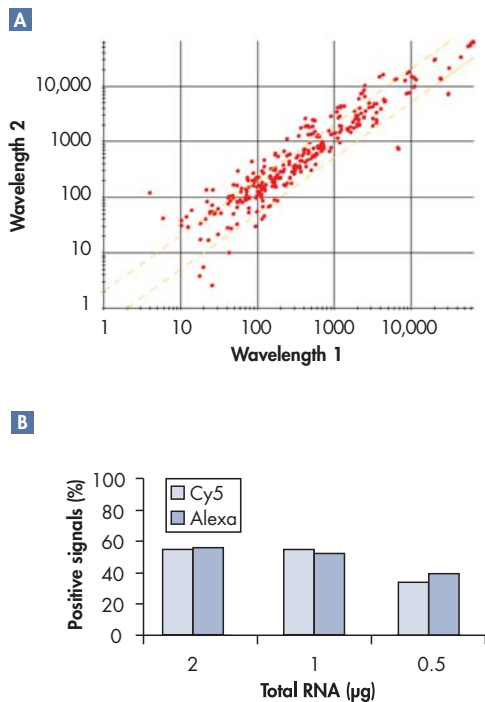 A
Wavelength 2
10,000
1000
100
10
1
1 10 100 1000 10,000
Wavelength 1
B
Positive signals (%)
100
80
60
40
20
0
Cy5
Alexa
2 1 0.5
Total RNA (µg)